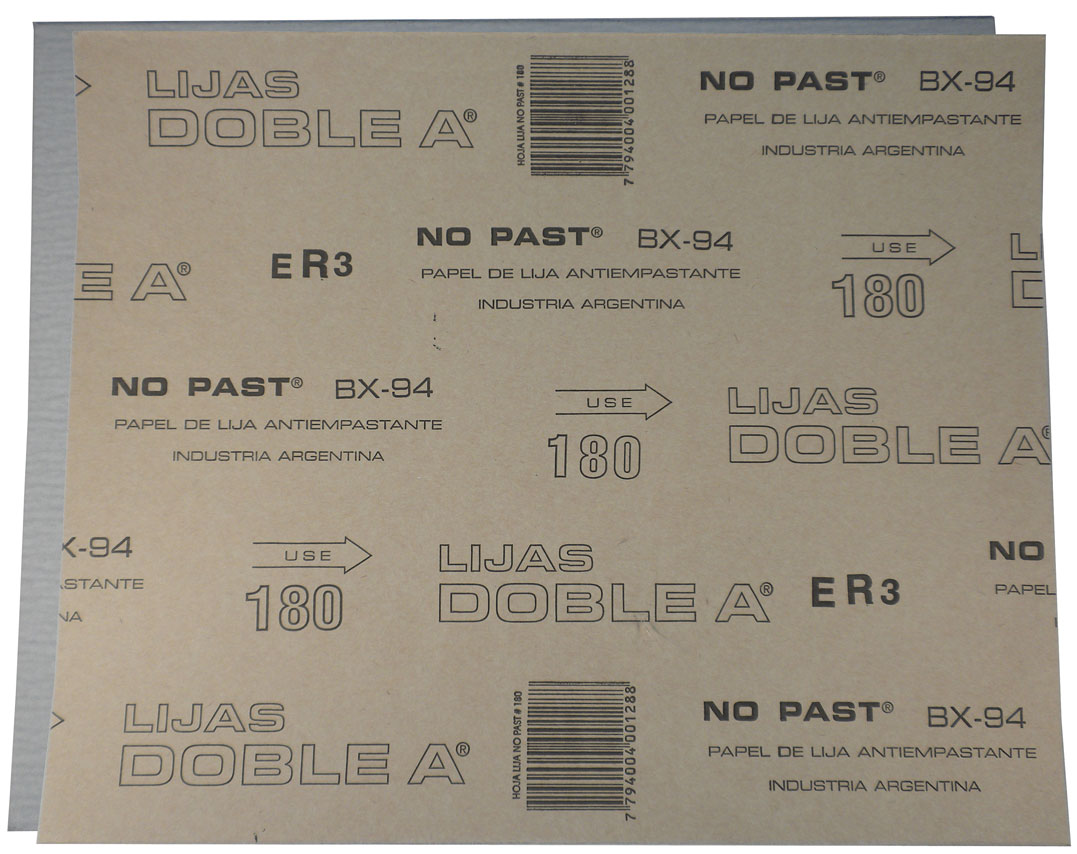 LIJAS
DOBLE A®
HOJA LIJA NO PAST # 180
7 794004 001288
NO PAST® BX-94
PAPEL DE LIJA ANTIEMPASTANTE
INDUSTRIA ARGENTINA
E A®
ER3
NO PAST® BX-94
PAPEL DE LIJA ANTIEMPASTANTE
INDUSTRIA ARGENTINA
USE
180
L
D
NO PAST® BX-94
PAPEL DE LIJA ANTIEMPASTANTE
INDUSTRIA ARGENTINA
USE
180
LIJAS
DOBLE A®
X-94
STANTE
NA
USE
180
LIJAS
DOBLE A®
ER3
NO
PAPEL
IN
LIJAS
DOBLE A®
HOJA LIJA NO PAST # 180
7 794004 001288
NO PAST® BX-94
PAPEL DE LIJA ANTIEMPASTANTE
INDUSTRIA ARGENTINA